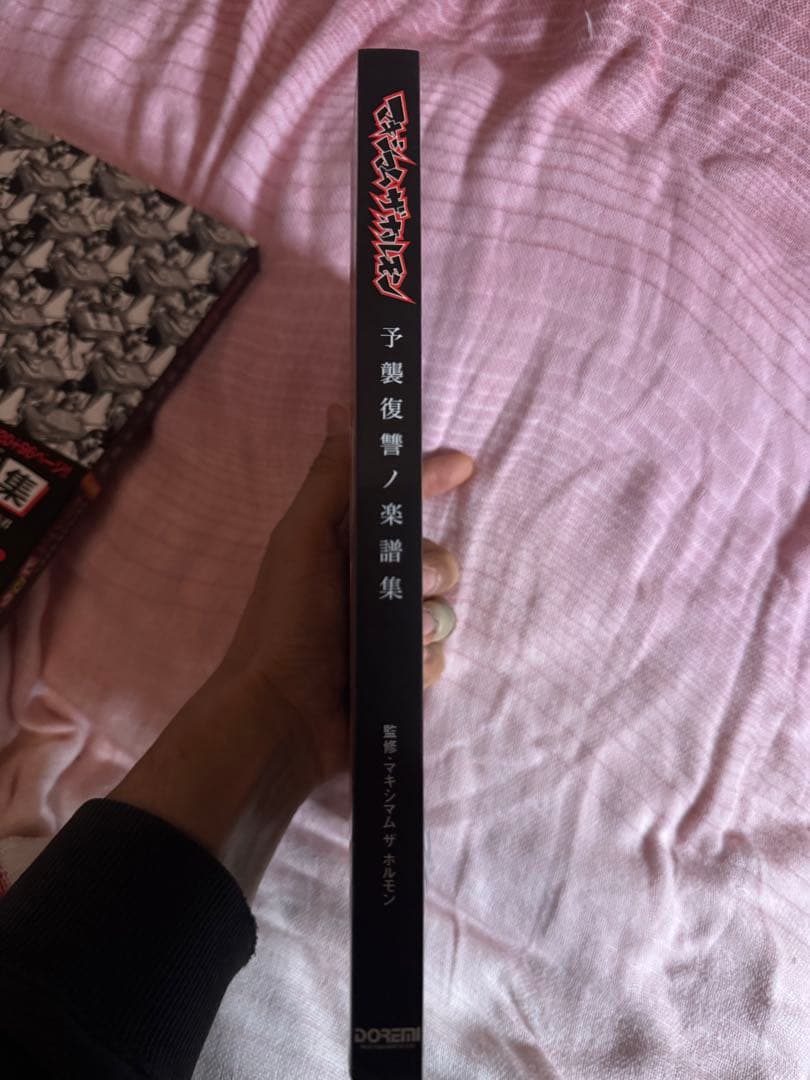 マキシマム ザ ホルモン
予襲復讐ノ楽譜集
監修・マキシマム ザ ホルモン
DOREMI
集